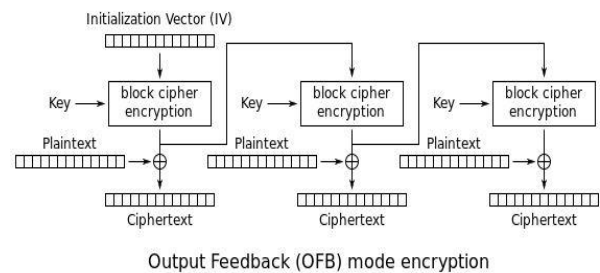 Initialization Vector (IV)
block cipher
encryption
block cipher
encryption
block cipher
encryption
Key
Key
Key
Plaintext
Plaintext
Plaintext
Ciphertext
Ciphertext
Ciphertext
Output Feedback (OFB) mode encryption